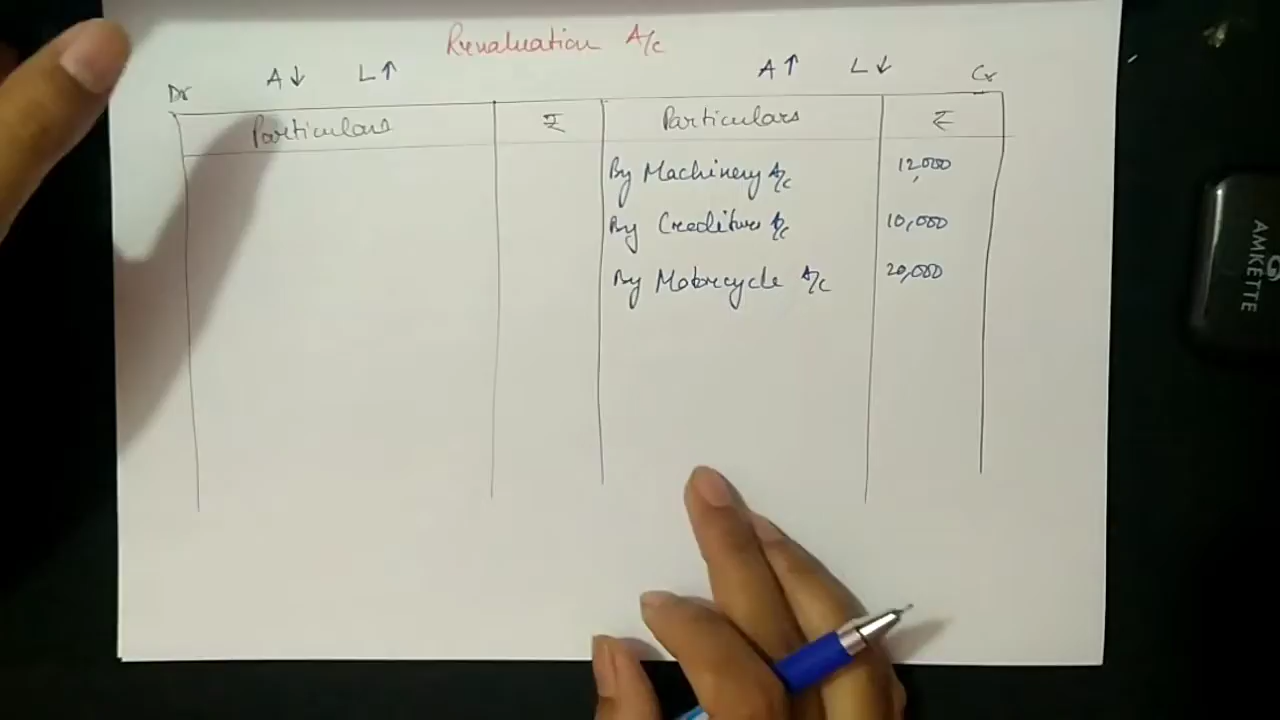 Revaluation A/c
A↓ L↑ A↑ L↓
Dr Cr
Particulars ₹ Particulars ₹
By Machinery A/c 12,000
By Creditors A/c 10,000
By Motorcycle A/c 20,000
AMKETTE